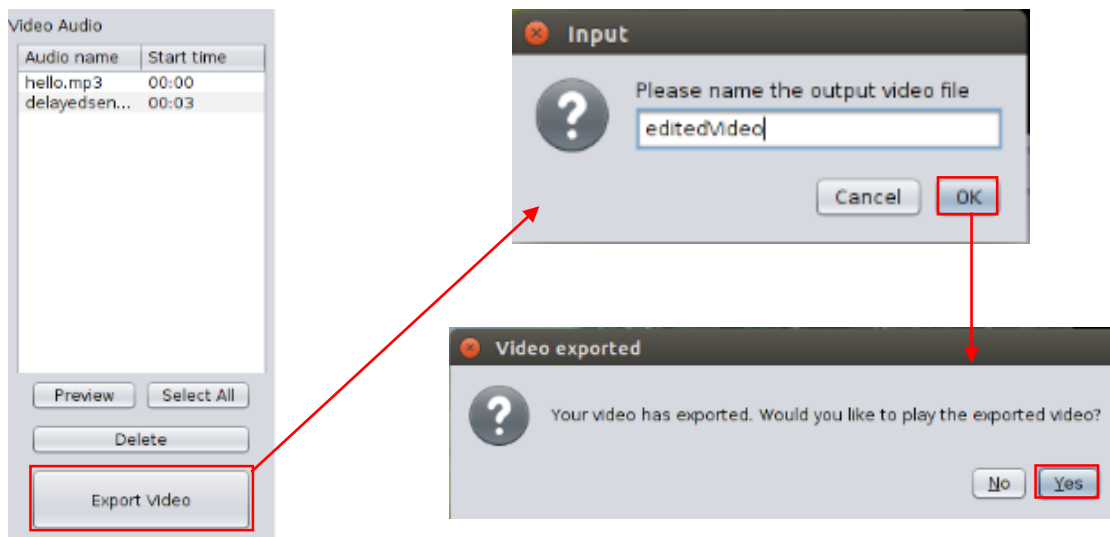 Video Audio
Audio name Start time
hello.mp3 00:00
delayedsen... 00:03
Preview Select All
Delete
Export Video
Input
Please name the output video file
editedVideo
Cancel OK
Video exported
Your video has exported. Would you like to play the exported video?
No Yes